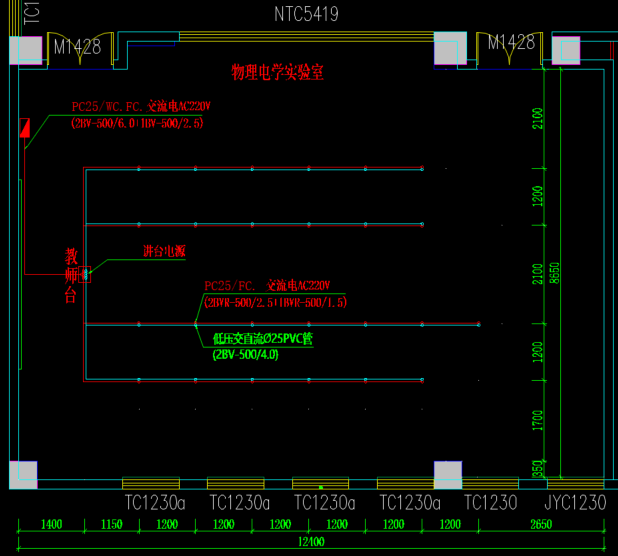 TC1
NTC5419
M1428
M1428
物理电学实验室
PC25/WC.FC. 交流电AC220V
(2BV-500/6.0+1BV-500/2.5)
2100
1200
讲台电源
教师台
2100
8650
PC25/FC. 交流电AC220V
(2BVR-500/2.5+1BVR-500/1.5)
低压交直流Ø25PVC管
(2BV-500/4.0)
1200
1700
350
TC1230a
TC1230a
TC1230a
TC1230a
TC1230
JYC1230
1400
1150
1200
1200
1200
1200
1200
2650
12400